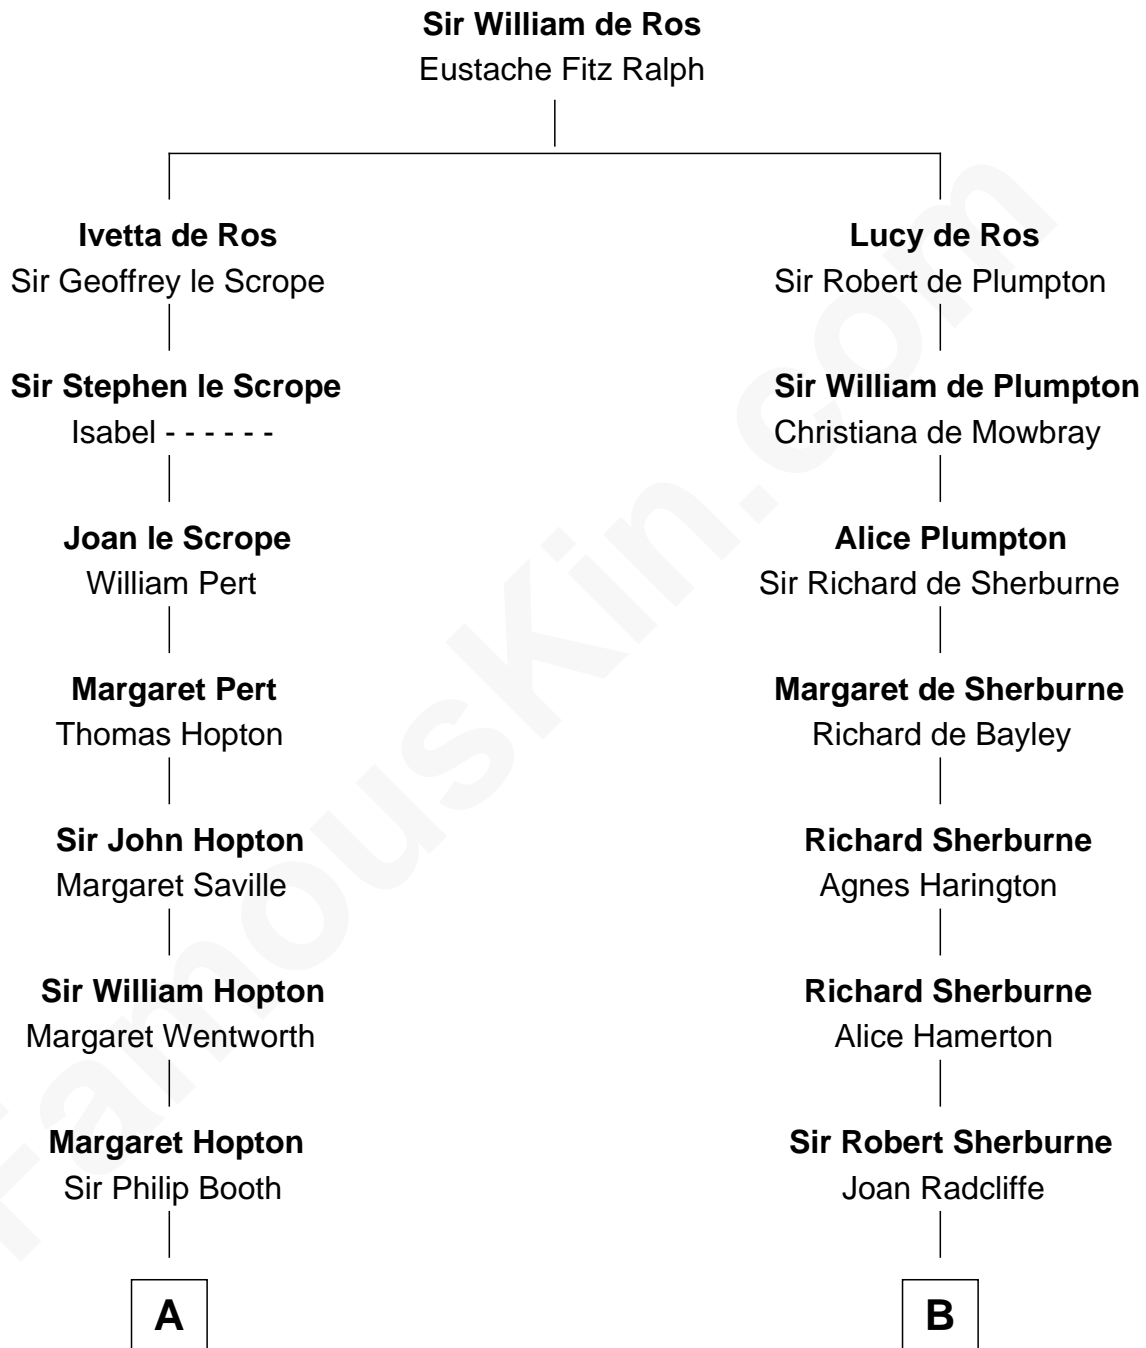 Sir William de Ros
Eustache Fitz Ralph
Ivetta de Ros
Sir Geoffrey le Scrope
Lucy de Ros
Sir Robert de Plumpton
Sir Stephen le Scrope
Isabel - - - - - -
Sir William de Plumpton
Christiana de Mowbray
Joan le Scrope
William Pert
Alice Plumpton
Sir Richard de Sherburne
Margaret Pert
Thomas Hopton
Margaret de Sherburne
Richard de Bayley
Sir John Hopton
Margaret Saville
Richard Sherburne
Agnes Harington
Sir William Hopton
Margaret Wentworth
Richard Sherburne
Alice Hamerton
Margaret Hopton
Sir Philip Booth
Sir Robert Sherburne
Joan Radcliffe
A
B
FamousKin.com